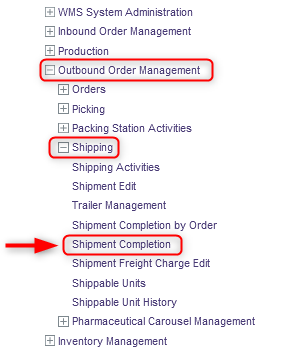 WMS System Administration
Inbound Order Management
Production
Outbound Order Management
Orders
Picking
Packing Station Activities
Shipping
Shipping Activities
Shipment Edit
Trailer Management
Shipment Completion by Order
Shipment Completion
Shipment Freight Charge Edit
Shippable Units
Shippable Unit History
Pharmaceutical Carousel Management
Inventory Management